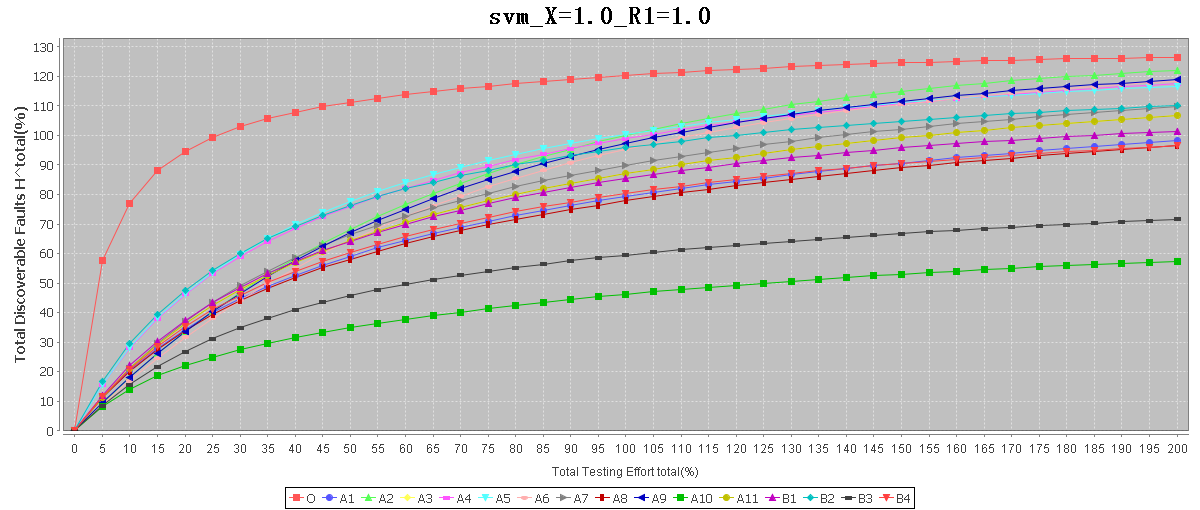 svm_X=1.0_R1=1.0
Total Discoverable Faults H^total(%)
130
120
110
100
90
80
70
60
50
40
30
20
10
0
0 5 10 15 20 25 30 35 40 45 50 55 60 65 70 75 80 85 90 95 100 105 110 115 120 125 130 135 140 145 150 155 160 165 170 175 180 185 190 195 200
Total Testing Effort total(%)
O A1 A2 A3 A4 A5 A6 A7 A8 A9 A10 A11 B1 B2 B3 B4